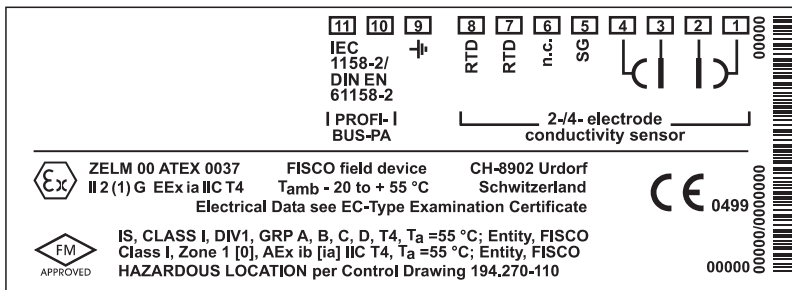 11 10 9 8 7 6 5 4 3 2 1
IEC
1158-2/
DIN EN
61158-2
RTD
RTD
n.c.
SG
PROFI-
BUS-PA
2-/4- electrode
conductivity sensor
00000
Ex
ZELM 00 ATEX 0037 FISCO field device CH-8902 Urdorf
II 2 (1) G EEx ia IIC T4 Tamb - 20 to + 55 °C Schwitzerland
Electrical Data see EC-Type Examination Certificate
CE 0499
00000/00000000
FM
APPROVED
IS, CLASS I, DIV1, GRP A, B, C, D, T4, Ta =55 °C; Entity, FISCO
Class I, Zone 1 [0], AEx ib [ia] IIC T4, Ta =55 °C; Entity, FISCO
HAZARDOUS LOCATION per Control Drawing 194.270-110
00000